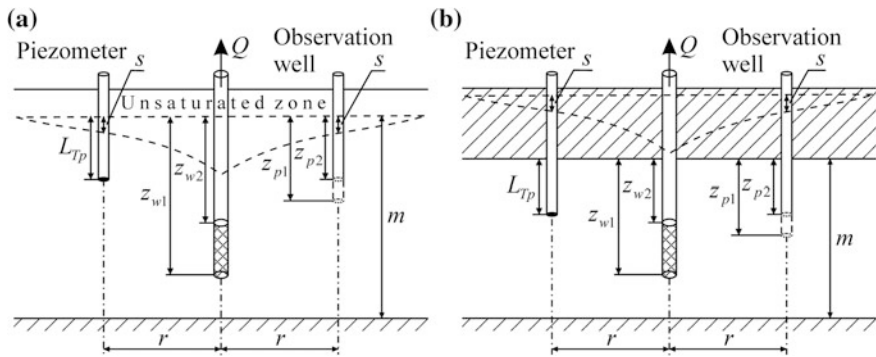 (a)
Piezometer
Q
Observation
well
s
s
Unsaturated zone
L_Tp
z_w1
z_w2
z_p1
z_p2
m
r
r
(b)
Piezometer
Q
Observation
well
s
s
L_Tp
z_w1
z_w2
z_p1
z_p2
m
r
r